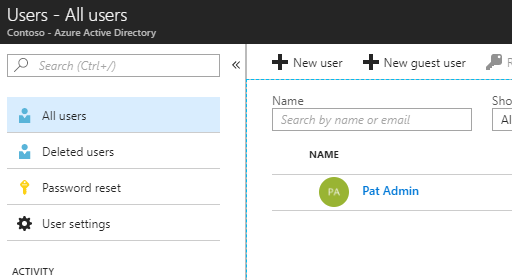 Users - All users
Contoso - Azure Active Directory
Search (Ctrl+/)
«
All users
Deleted users
Password reset
User settings
ACTIVITY
New user
New guest user
R
Name
Sho
Search by name or email
Al
NAME
PA
Pat Admin